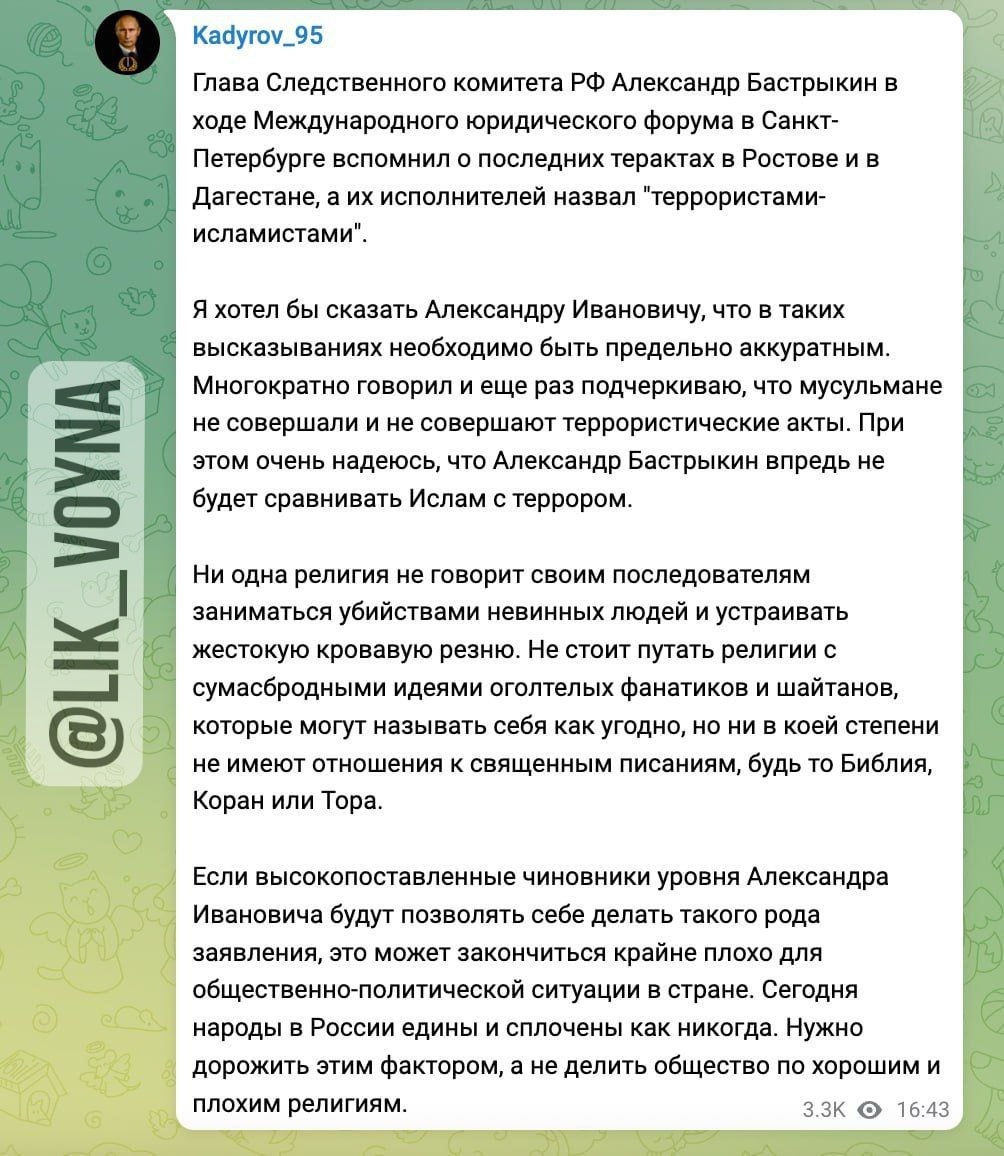 Kadyrov_95
Глава Следственного комитета РФ Александр Бастрыкин в
ходе Международного юридического форума в Санкт-
Петербурге вспомнил о последних терактах в Ростове и в
Дагестане, а их исполнителей назвал "террористами-
исламистами".
Я хотел бы сказать Александру Ивановичу, что в таких
высказываниях необходимо быть предельно аккуратным.
Многократно говорил и еще раз подчеркиваю, что мусульмане
не совершали и не совершают террористические акты. При
этом очень надеюсь, что Александр Бастрыкин впредь не
будет сравнивать Ислам с террором.
Ни одна религия не говорит своим последователям
заниматься убийствами невинных людей и устраивать
жестокую кровавую резню. Не стоит путать религии с
сумасбродными идеями оголтелых фанатиков и шайтанов,
которые могут называть себя как угодно, но ни в коей степени
не имеют отношения к священным писаниям, будь то Библия,
Коран или Тора.
Если высокопоставленные чиновники уровня Александра
Ивановича будут позволять себе делать такого рода
заявления, это может закончиться крайне плохо для
общественно-политической ситуации в стране. Сегодня
народы в России едины и сплочены как никогда. Нужно
дорожить этим фактором, а не делить общество по хорошим и
плохим религиям.
3.3K 16:43
@LIK_VOYNA